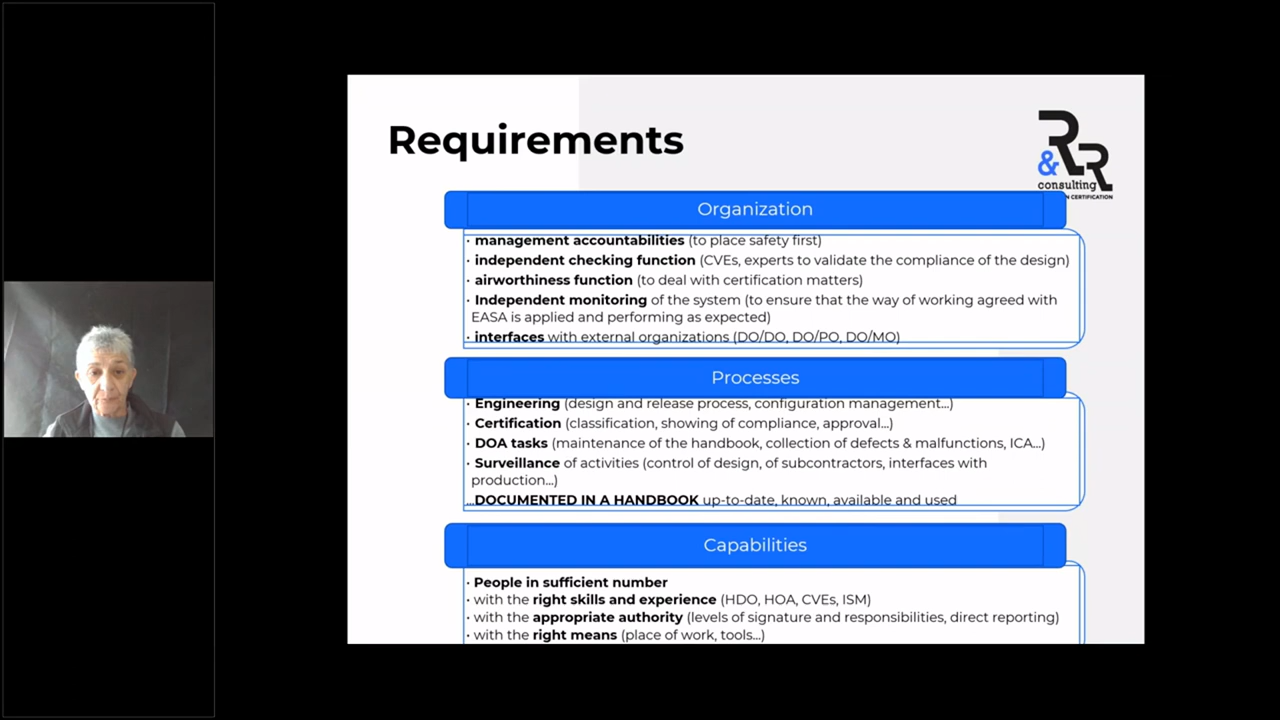 Requirements
R&R
consulting
N CERTIFICATION
Organization
· management accountabilities (to place safety first)
· independent checking function (CVEs, experts to validate the compliance of the design)
· airworthiness function (to deal with certification matters)
· Independent monitoring of the system (to ensure that the way of working agreed with
EASA is applied and performing as expected)
· interfaces with external organizations (DO/DO, DO/PO, DO/MO)
Processes
· Engineering (design and release process, configuration management...)
· Certification (classification, showing of compliance, approval...)
· DOA tasks (maintenance of the handbook, collection of defects & malfunctions, ICA...)
· Surveillance of activities (control of design, of subcontractors, interfaces with
production...)
...DOCUMENTED IN A HANDBOOK up-to-date, known, available and used
Capabilities
· People in sufficient number
· with the right skills and experience (HDO, HOA, CVEs, ISM)
· with the appropriate authority (levels of signature and responsibilities, direct reporting)
· with the right means (place of work, tools...)